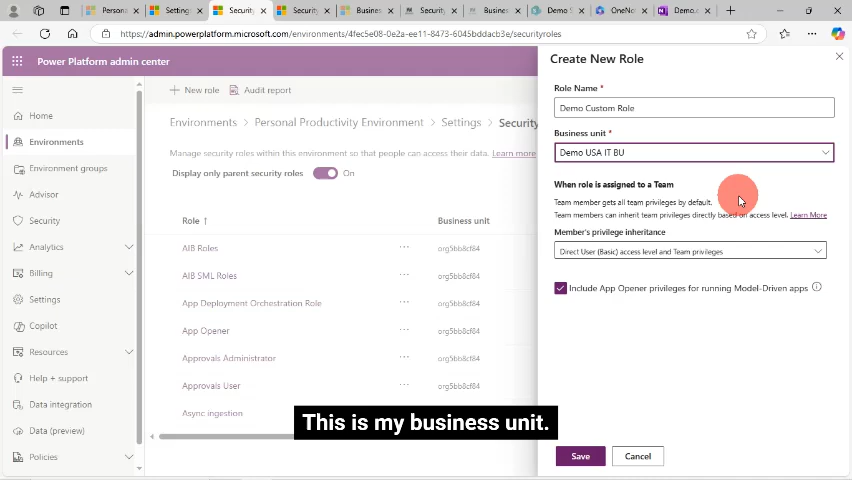 Persona
Settings
Security
Security
Busines
Security
Busines
Demo S
OneNot
Demo.c
https://admin.powerplatform.microsoft.com/environments/4fec5e08-0e2a-ee11-8473-6045bddacb3e/securityroles
Power Platform admin center
Create New Role
Home
Environments
Environment groups
Advisor
Security
Analytics
Billing
Settings
Copilot
Resources
Help + support
Data integration
Data (preview)
Policies
New role
Audit report
Environments > Personal Productivity Environment > Settings > Security
Manage security roles within this environment so that people can access their data. Learn more
Display only parent security roles On
Role ↑ Business unit
AIB Roles ... org5bb8cf84
AIB SML Roles ... org5bb8cf84
App Deployment Orchestration Role ... org5bb8cf84
App Opener ... org5bb8cf84
Approvals Administrator ... org5bb8cf84
Approvals User ... org5bb8cf84
Async ingestion
Role Name *
Demo Custom Role
Business unit *
Demo USA IT BU
When role is assigned to a Team
Team member gets all team privileges by default.
Team members can inherit team privileges directly based on access level. Learn More
Member's privilege inheritance
Direct User (Basic) access level and Team privileges
Include App Opener privileges for running Model-Driven apps
This is my business unit.
Save Cancel